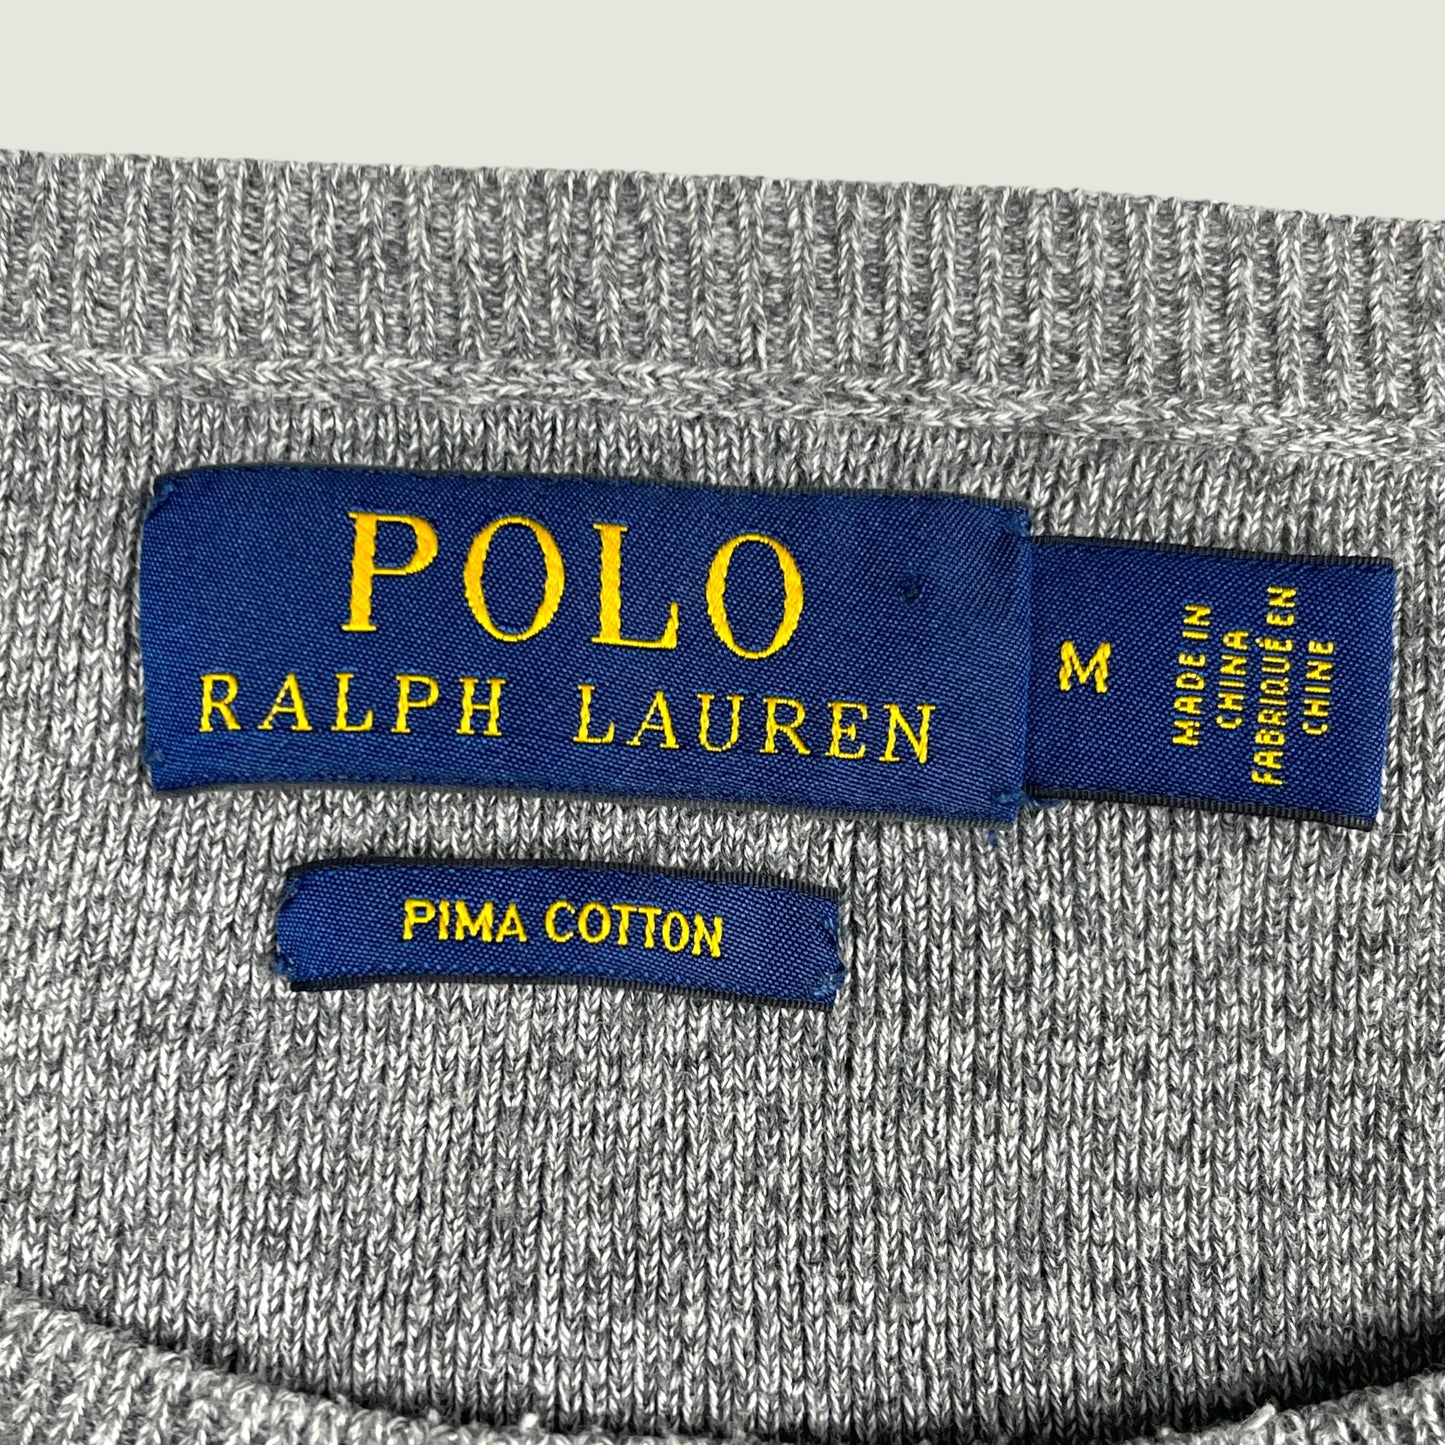 POLO
RALPH LAUREN
M
MADE IN
CHINA
FABRIQUÉ EN
CHINE
PIMA COTTON